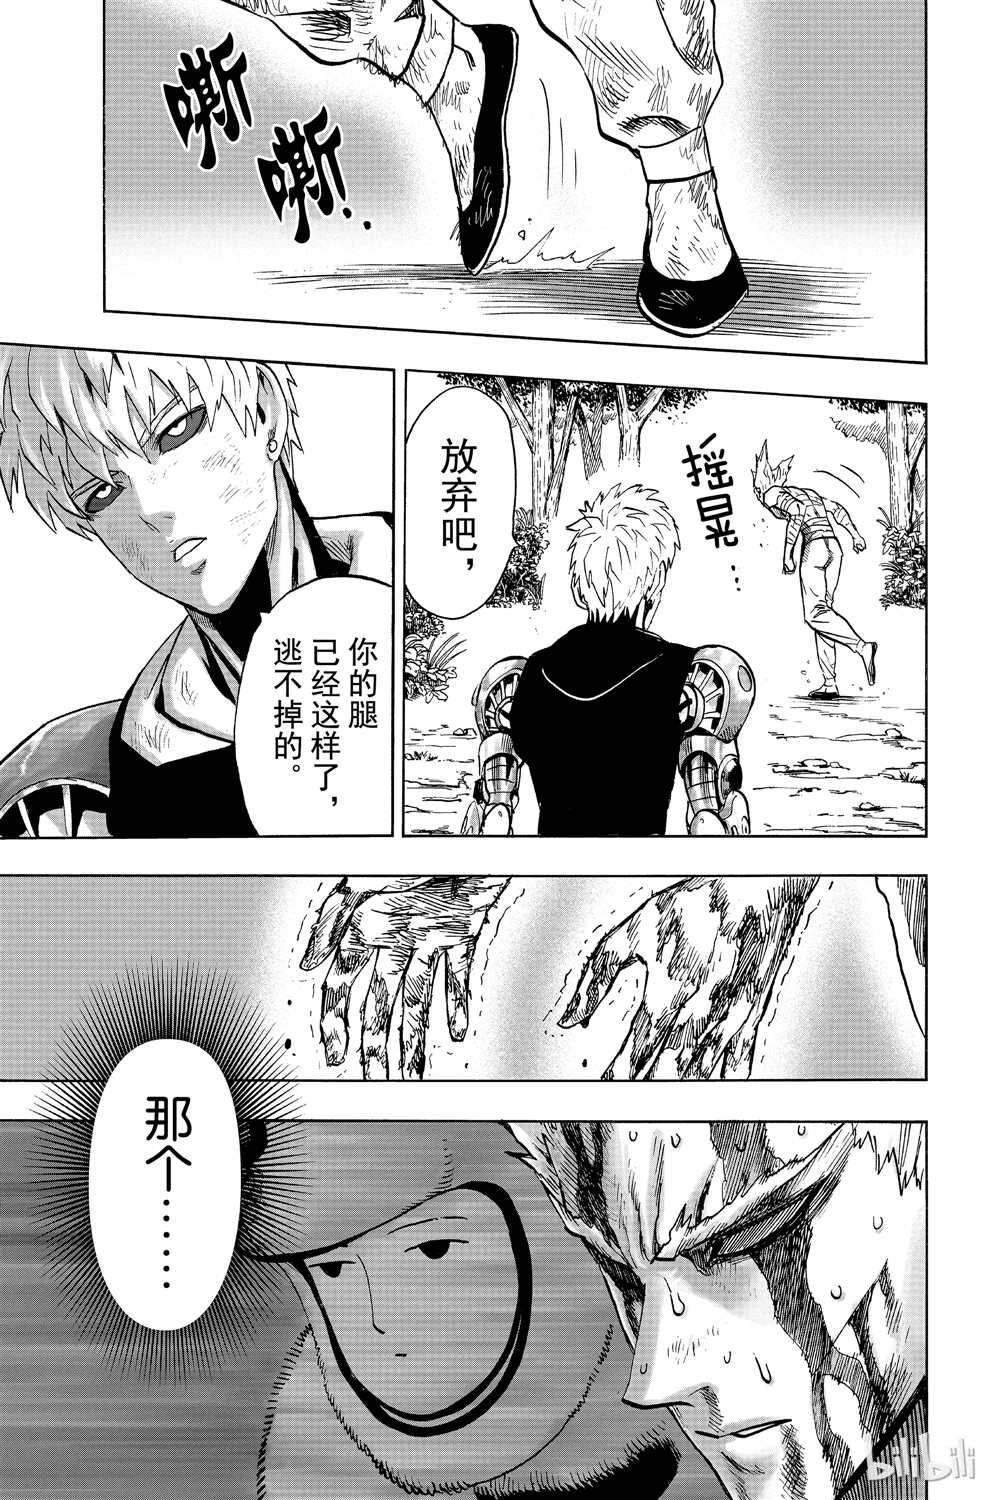 嘶
嘶!..
摇晃…
放弃吧，
你的腿
已经这样了，
逃不掉的。
那个……
bilibili